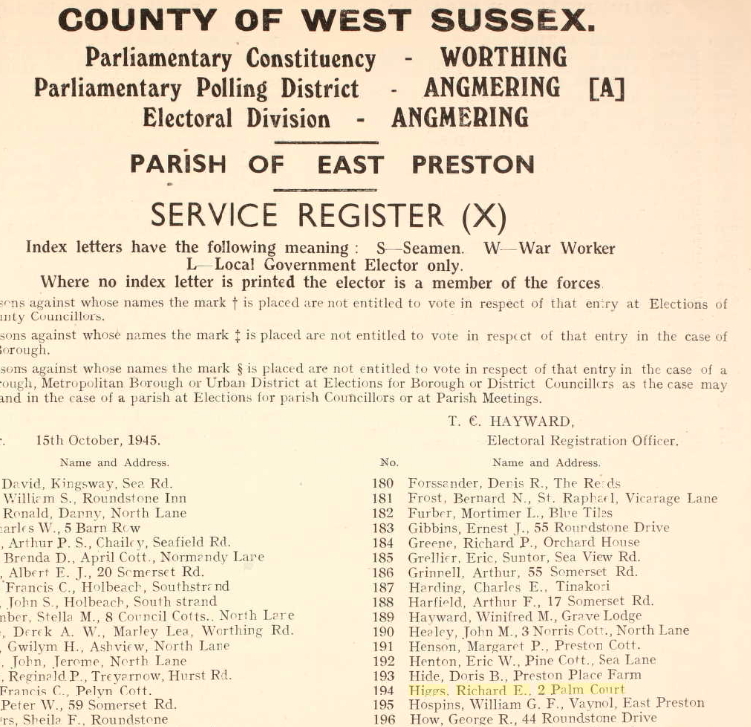 COUNTY OF WEST SUSSEX.
Parliamentary Constituency - WORTHING
Parliamentary Polling District - ANGMERING [A]
Electoral Division - ANGMERING
PARISH OF EAST PRESTON
SERVICE REGISTER (X)
Index letters have the following meaning : S—Seamen. W—War Worker
L—Local Government Elector only.
Where no index letter is printed the elector is a member of the forces
sons against whose names the mark † is placed are not entitled to vote in respect of that entry at Elections of
unty Councillors.
sons against whose names the mark ‡ is placed are not entitled to vote in respect of that entry in the case of
Borough.
sons against whose names the mark § is placed are not entitled to vote in respect of that entry in the case of a
rough, Metropolitan Borough or Urban District at Elections for Borough or District Councillors as the case may
and in the case of a parish at Elections for parish Councillors or at Parish Meetings.
T. C. HAYWARD,
15th October, 1945.
Electoral Registration Officer.
Name and Address.
David, Kingsway, Sea Rd.
William S., Roundstone Inn
Ronald, Danny, North Lane
arles W., 5 Barn Row
, Arthur P. S., Chailey, Seafield Rd.
Brenda D., April Cott., Normandy Lane
, Albert E. J., 20 Somerset Rd.
Francis C., Holbeach, Southstrand
, John S., Holbeach, South strand
mber, Stella M., 8 Council Cotts., North Lane
, Derek A. W., Marley Lea, Worthing Rd.
, Gwilym H., Ashview, North Lane
, John, Jerome, North Lane
, Reginald P., Treyarnow, Hurst Rd.
Francis C., Pelyn Cott.
Peter W., 59 Somerset Rd.
ers, Sheila F., Roundstone
No. Name and Address.
180 Forssander, Denis R., The Reeds
181 Frost, Bernard N., St. Raphael, Vicarage Lane
182 Furber, Mortimer L., Blue Tiles
183 Gibbins, Ernest J., 55 Roundstone Drive
184 Greene, Richard P., Orchard House
185 Grellier, Eric, Suntor, Sea View Rd.
186 Grinnell, Arthur, 55 Somerset Rd.
187 Harding, Charles E., Tinakori
188 Harfield, Arthur F., 17 Somerset Rd.
189 Hayward, Winifred M., Grave Lodge
190 Healey, John M., 3 Norris Cott., North Lane
191 Henson, Margaret P., Preston Cott.
192 Henton, Eric W., Pine Cott., Sea Lane
193 Hide, Doris B., Preston Place Farm
194 Higgs, Richard E., 2 Palm Court
195 Hospins, William G. F., Vaynol, East Preston
196 How, George R., 44 Roundstone Drive